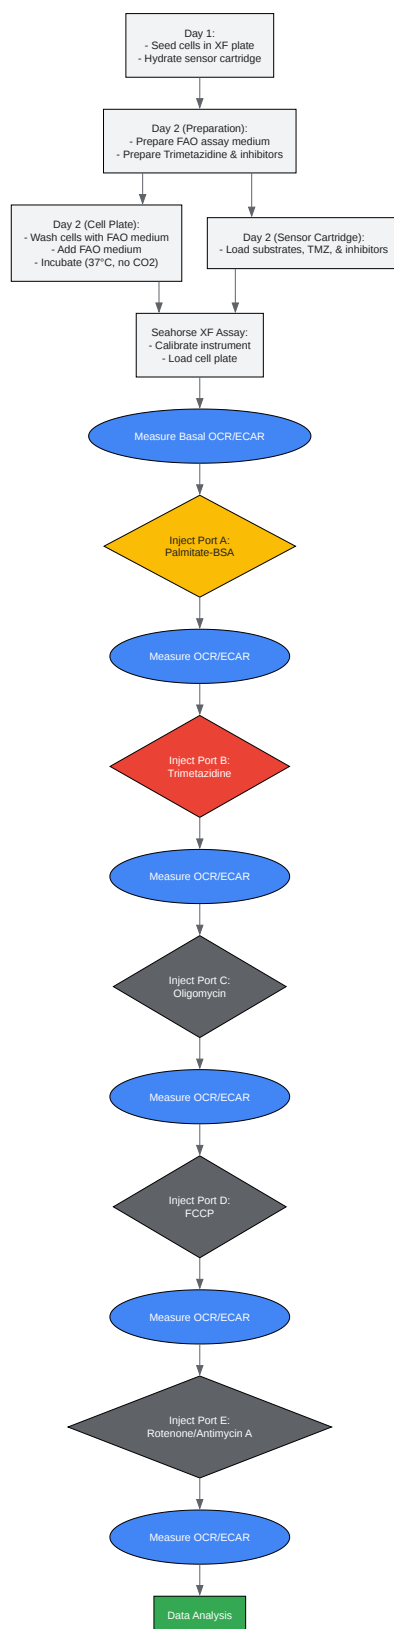 Day 1:
- Seed cells in XF plate
- Hydrate sensor cartridge
Day 2 (Preparation):
- Prepare FAO assay medium
- Prepare Trimetazidine & inhibitors
Day 2 (Cell Plate):
- Wash cells with FAO medium
- Add FAO medium
- Incubate (37°C, no CO2)
Day 2 (Sensor Cartridge):
- Load substrates, TMZ, & inhibitors
Seahorse XF Assay:
- Calibrate instrument
- Load cell plate
Measure Basal OCR/ECAR
Inject Port A:
Palmitate-BSA
Measure OCR/ECAR
Inject Port B:
Trimetazidine
Measure OCR/ECAR
Inject Port C:
Oligomycin
Measure OCR/ECAR
Inject Port D:
FCCP
Measure OCR/ECAR
Inject Port E:
Rotenone/Antimycin A
Measure OCR/ECAR
Data Analysis